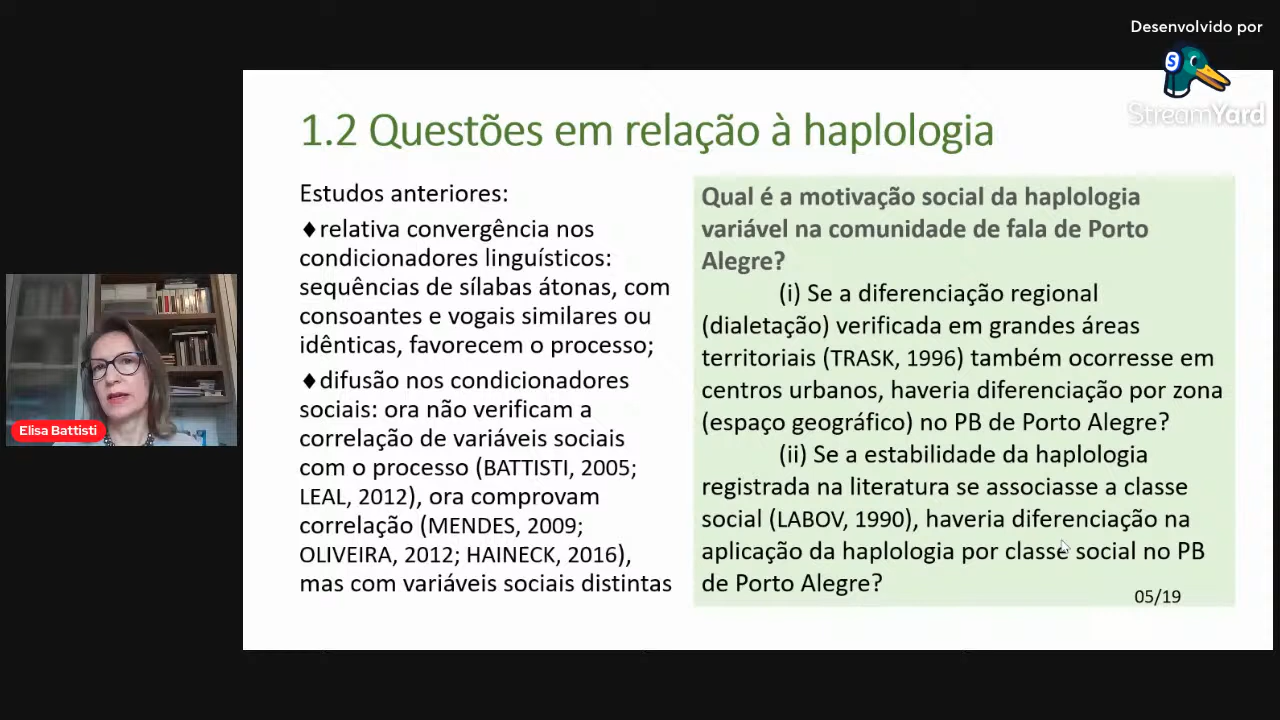 Desenvolvido por
S
StreamYard
1.2 Questões em relação à haplologia
Estudos anteriores:
♦relativa convergência nos
condicionadores linguísticos:
sequências de sílabas átonas, com
consoantes e vogais similares ou
idênticas, favorecem o processo;
♦difusão nos condicionadores
sociais: ora não verificam a
correlação de variáveis sociais
com o processo (BATTISTI, 2005;
LEAL, 2012), ora comprovam
correlação (MENDES, 2009;
OLIVEIRA, 2012; HAINECK, 2016),
mas com variáveis sociais distintas
Qual é a motivação social da haplologia
variável na comunidade de fala de Porto
Alegre?
(i) Se a diferenciação regional
(dialetação) verificada em grandes áreas
territoriais (TRASK, 1996) também ocorresse em
centros urbanos, haveria diferenciação por zona
(espaço geográfico) no PB de Porto Alegre?
(ii) Se a estabilidade da haplologia
registrada na literatura se associasse a classe
social (LABOV, 1990), haveria diferenciação na
aplicação da haplologia por classe social no PB
de Porto Alegre?
05/19
Elisa Battisti